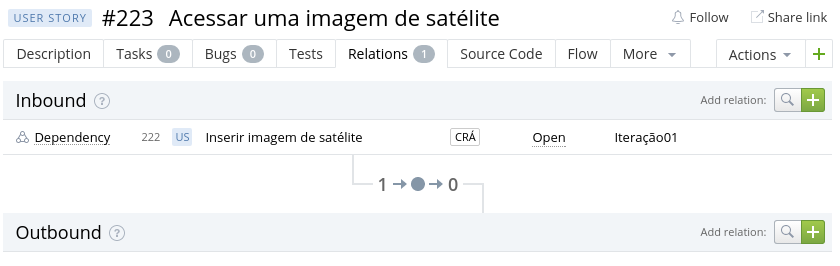 USER STORY #223 Acessar uma imagem de satélite Follow Share link
Description Tasks 0 Bugs 0 Tests Relations 1 Source Code Flow More Actions +
Inbound ? Add relation: +
Dependency 222 US Inserir imagem de satélite CRÁ Open Iteração01
1 → → 0
Outbound ? Add relation: +